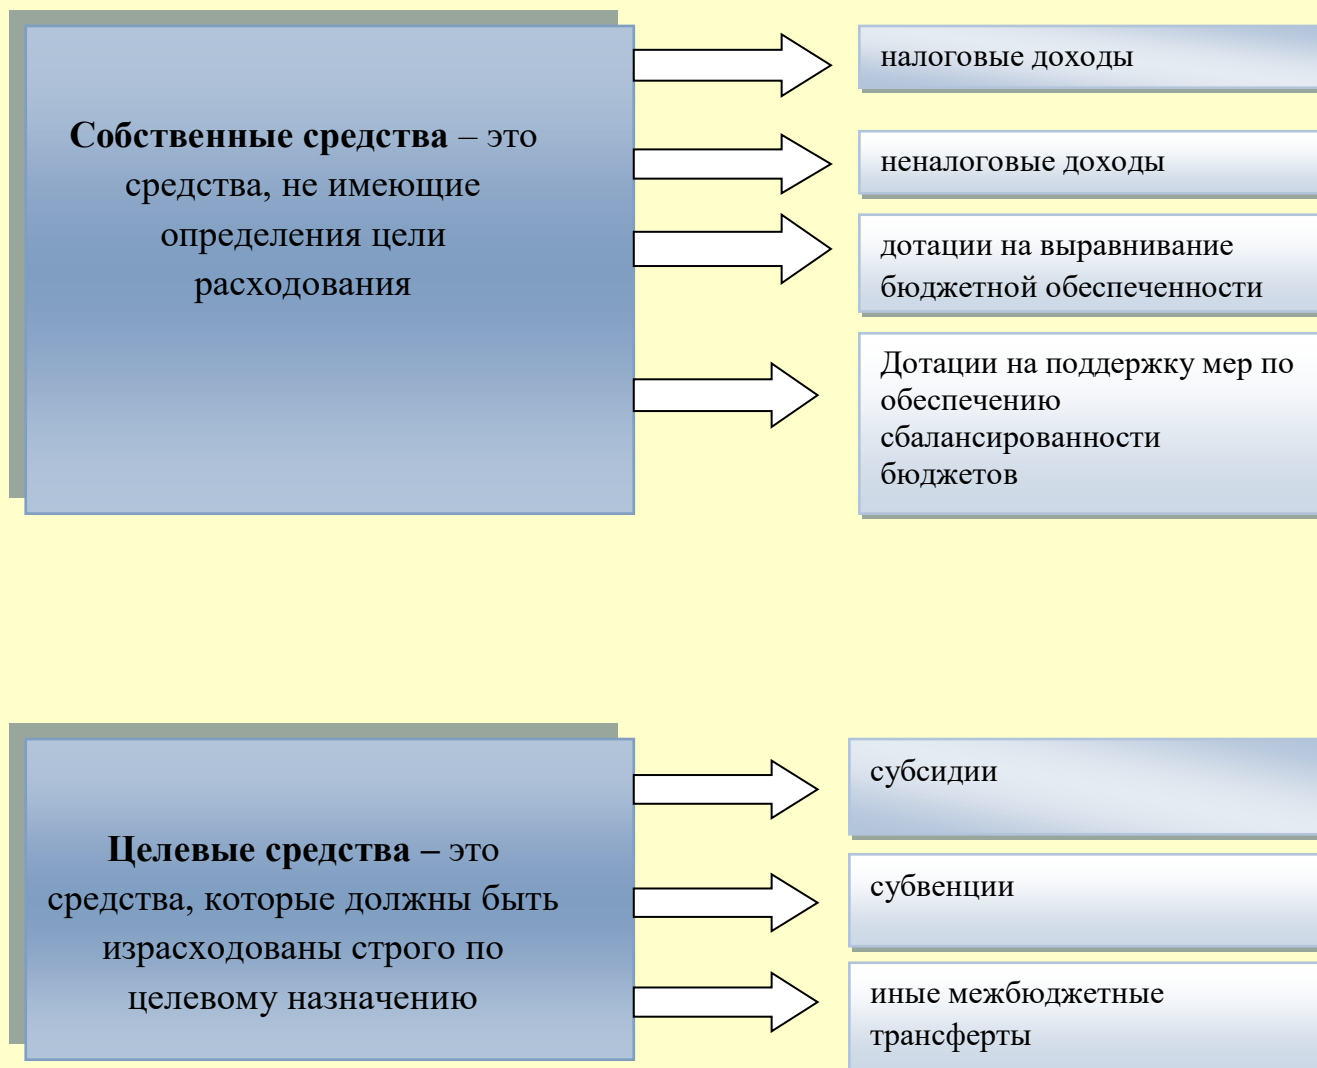 Собственные средства – это
средства, не имеющие
определения цели
расходования
налоговые доходы
неналоговые доходы
дотации на выравнивание
бюджетной обеспеченности
Дотации на поддержку мер по
обеспечению
сбалансированности
бюджетов
Целевые средства – это
средства, которые должны быть
израсходованы строго по
целевому назначению
субсидии
субвенции
иные межбюджетные
трансферты